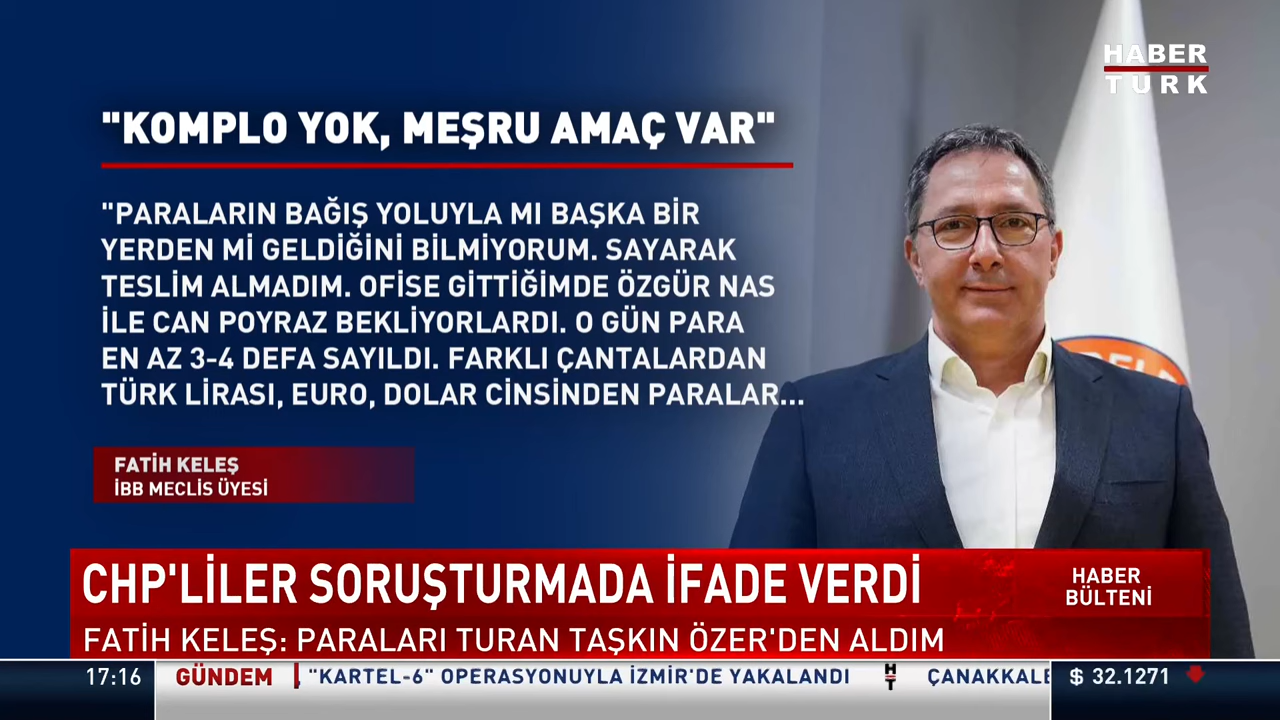 HABER
TÜRK
"KOMPLO YOK, MEŞRU AMAÇ VAR"
"PARALARIN BAĞIŞ YOLUYLA MI BAŞKA BİR
YERDEN Mİ GELDİĞİNİ BİLMİYORUM. SAYARAK
TESLİM ALMADIM. OFİSE GİTTİĞİMDE ÖZGÜR NAS
İLE CAN POYRAZ BEKLİYORLARDI. O GÜN PARA
EN AZ 3-4 DEFA SAYILDI. FARKLI ÇANTALARDAN
TÜRK LİRASI, EURO, DOLAR CİNSİNDEN PARALAR...
FATİH KELEŞ
İBB MECLİS ÜYESİ
CHP'LİLER SORUŞTURMADA İFADE VERDİ
HABER
BÜLTENİ
FATİH KELEŞ: PARALARI TURAN TAŞKIN ÖZER'DEN ALDIM
17:16 GÜNDEM "KARTEL-6" OPERASYONUYLA İZMİR'DE YAKALANDI HT ÇANAKKALE $ 32.1271